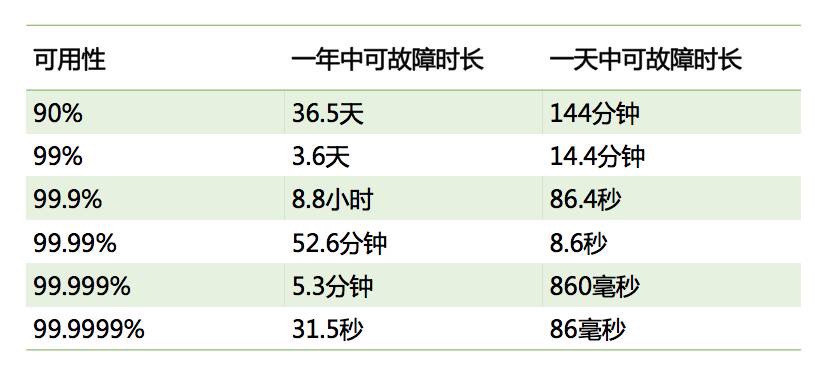 可用性 一年中可故障时长 一天中可故障时长
90% 36.5天 144分钟
99% 3.6天 14.4分钟
99.9% 8.8小时 86.4秒
99.99% 52.6分钟 8.6秒
99.999% 5.3分钟 860毫秒
99.9999% 31.5秒 86毫秒